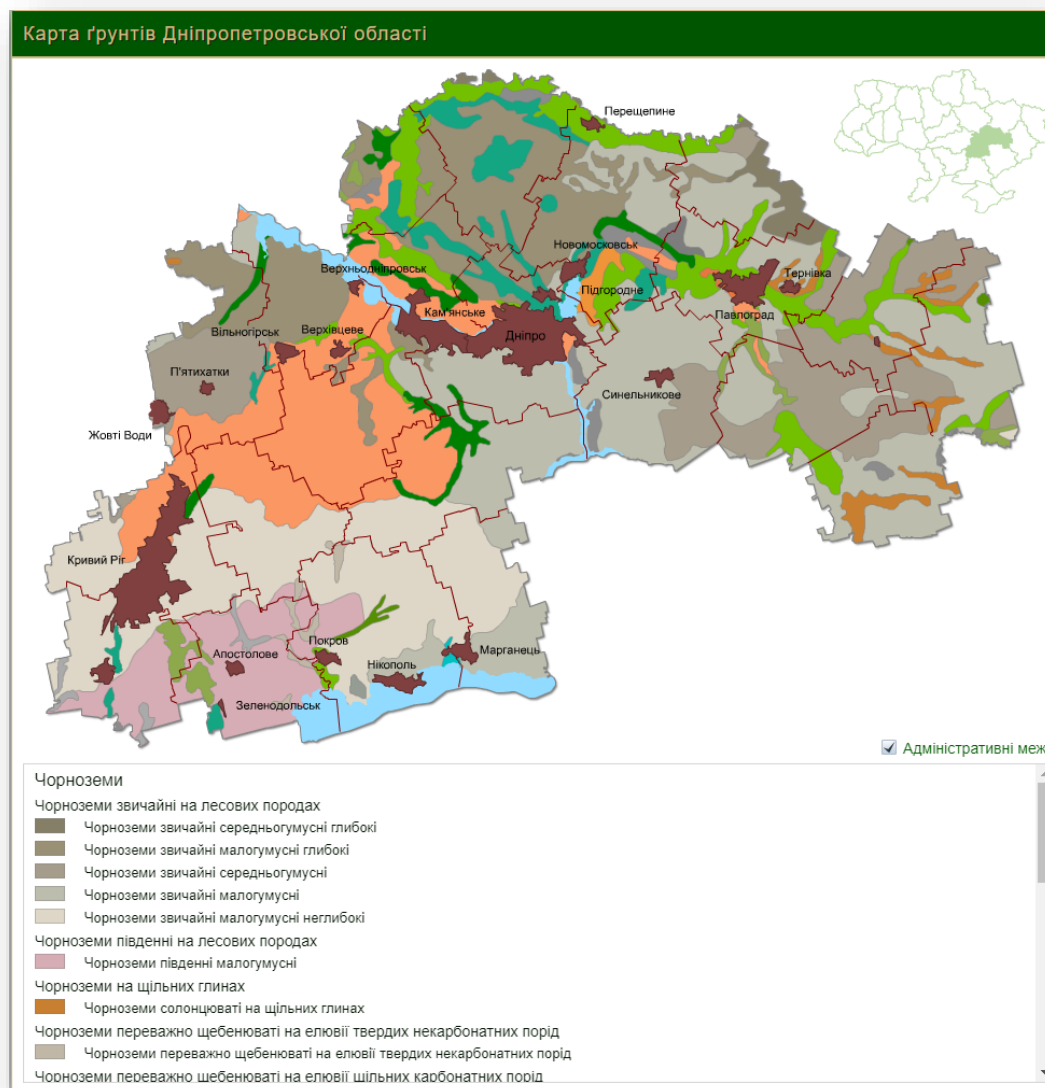 Карта ґрунтів Дніпропетровської області
Перещепине
Новомосковськ
Верхньодніпровськ
Тернівка
Підгородне
Кам'янське
Павлоград
Вільногірськ
Верхівцеве
Дніпро
П'ятихатки
Синельникове
Жовті Води
Кривий Ріг
Покров
Марганець
Апостолове
Нікополь
Зеленодольськ
Адміністративні меж
Чорноземи
Чорноземи звичайні на лесових породах
Чорноземи звичайні середньогумусні глибокі
Чорноземи звичайні малогумусні глибокі
Чорноземи звичайні середньогумусні
Чорноземи звичайні малогумусні
Чорноземи звичайні малогумусні неглибокі
Чорноземи південні на лесових породах
Чорноземи південні малогумусні
Чорноземи на щільних глинах
Чорноземи солонцюваті на щільних глинах
Чорноземи переважно щебенюваті на елювії твердих некарбонатних порід
Чорноземи переважно щебенюваті на елювії твердих некарбонатних порід
Чорноземи переважно щебенюваті на елювії щільних карбонатних порід